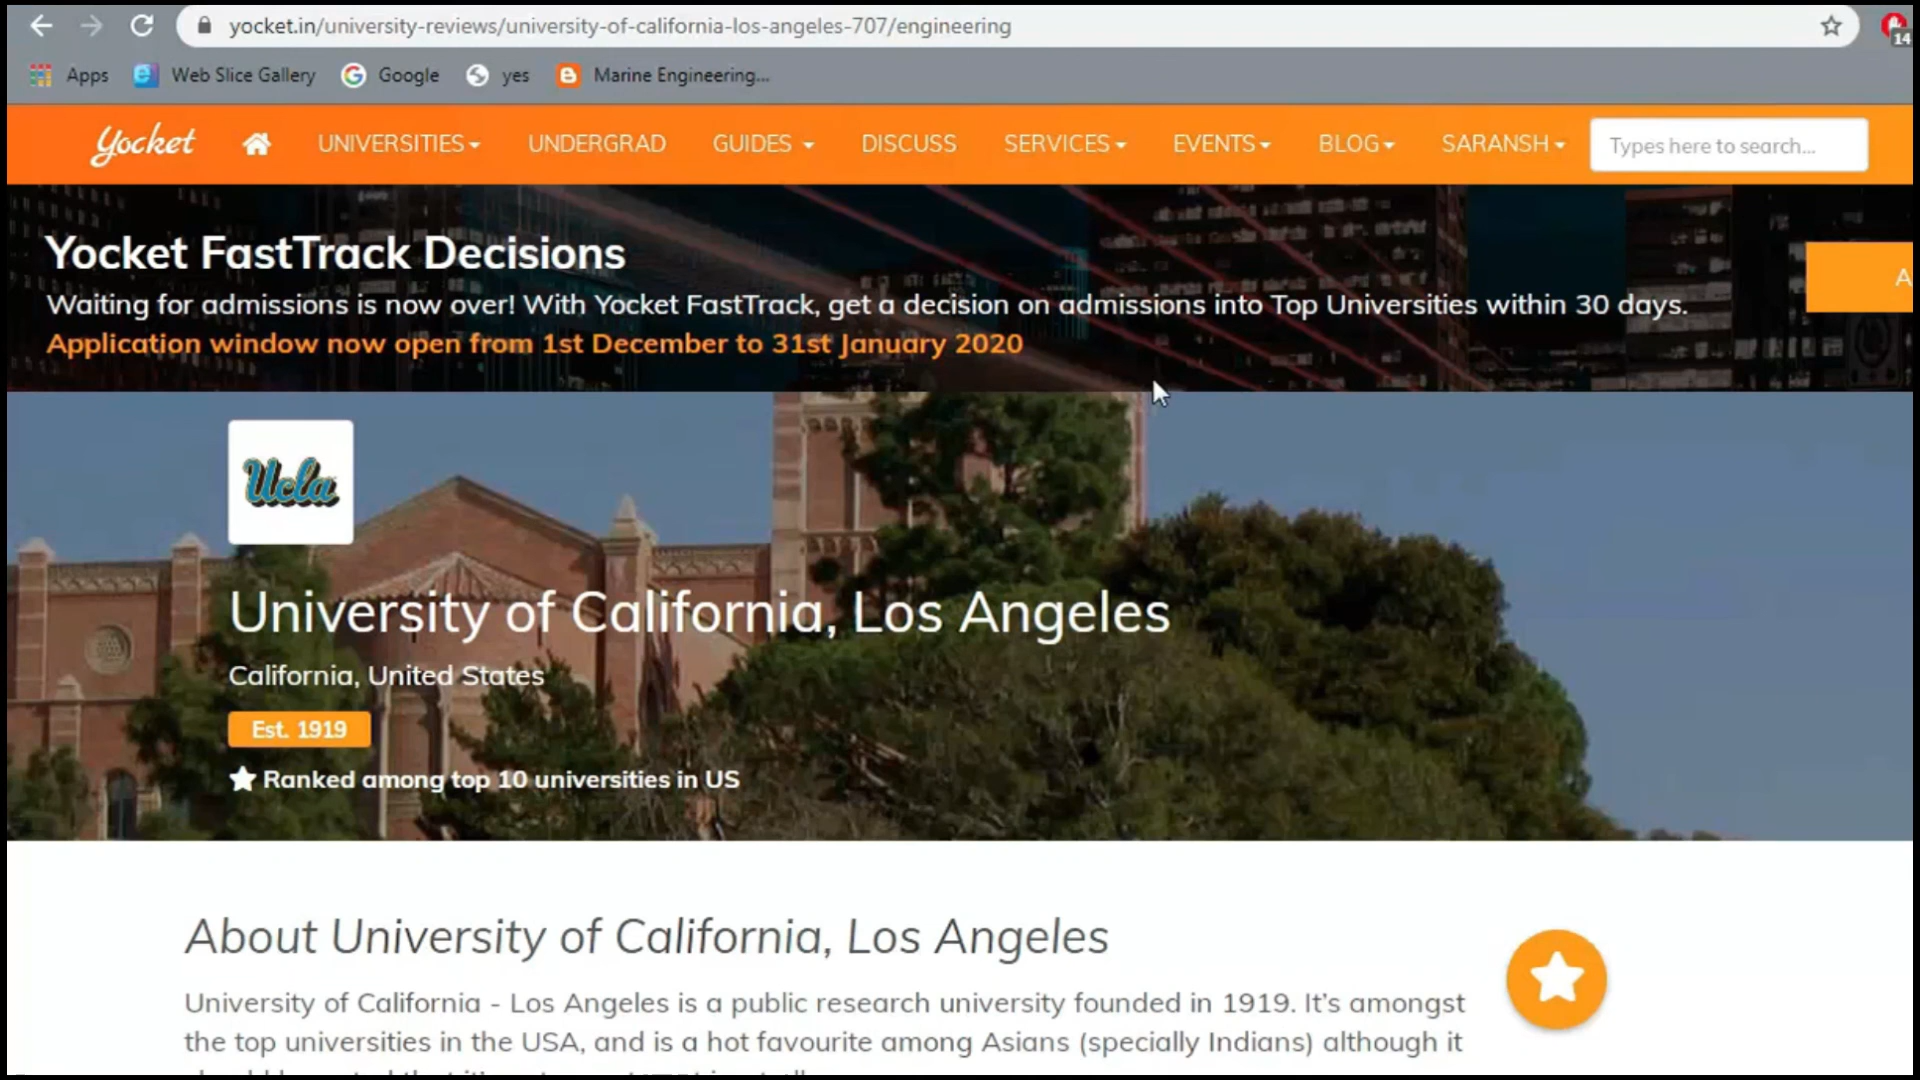 yocket.in/university-reviews/university-of-california-los-angeles-707/engineering
14
Apps Web Slice Gallery Google yes Marine Engineering...
Yocket UNIVERSITIES UNDERGRAD GUIDES DISCUSS SERVICES EVENTS BLOG SARANSH Types here to search...
Yocket FastTrack Decisions
Waiting for admissions is now over! With Yocket FastTrack, get a decision on admissions into Top Universities within 30 days.
Application window now open from 1st December to 31st January 2020
A
Ucla
University of California, Los Angeles
California, United States
Est. 1919
Ranked among top 10 universities in US
About University of California, Los Angeles
University of California - Los Angeles is a public research university founded in 1919. It's amongst
the top universities in the USA, and is a hot favourite among Asians (specially Indians) although it